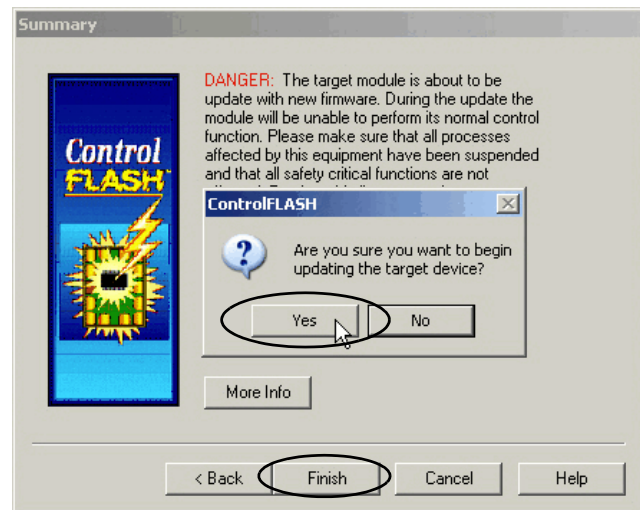 Summary
DANGER: The target module is about to be
update with new firmware. During the update the
module will be unable to perform its normal control
function. Please make sure that all processes
affected by this equipment have been suspended
and that all safety critical functions are not
Control
FLASH
ControlFLASH
Are you sure you want to begin
updating the target device?
Yes
No
More Info
< Back
Finish
Cancel
Help